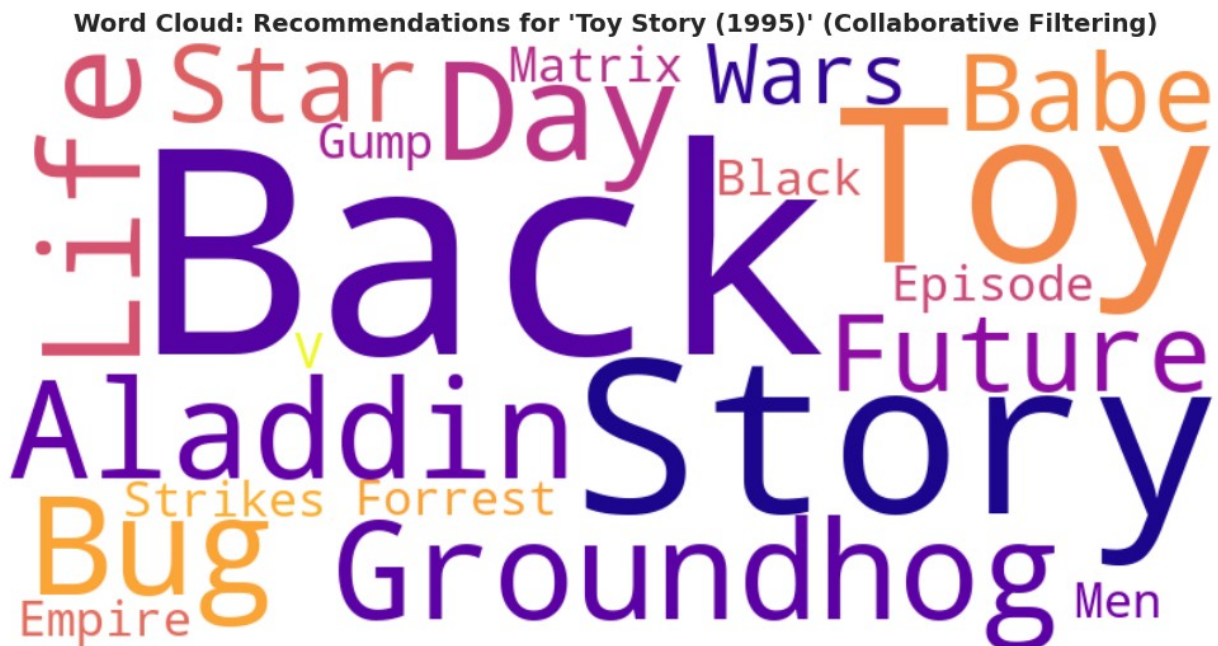 Word Cloud: Recommendations for 'Toy Story (1995)' (Collaborative Filtering)
Life
Star
Gump
Day
Matrix
Wars
Babe
Back
Black
Toy
Episode
Future
V
Aladdin
Story
Strikes
Forrest
Bug
Groundhog
Empire
Men